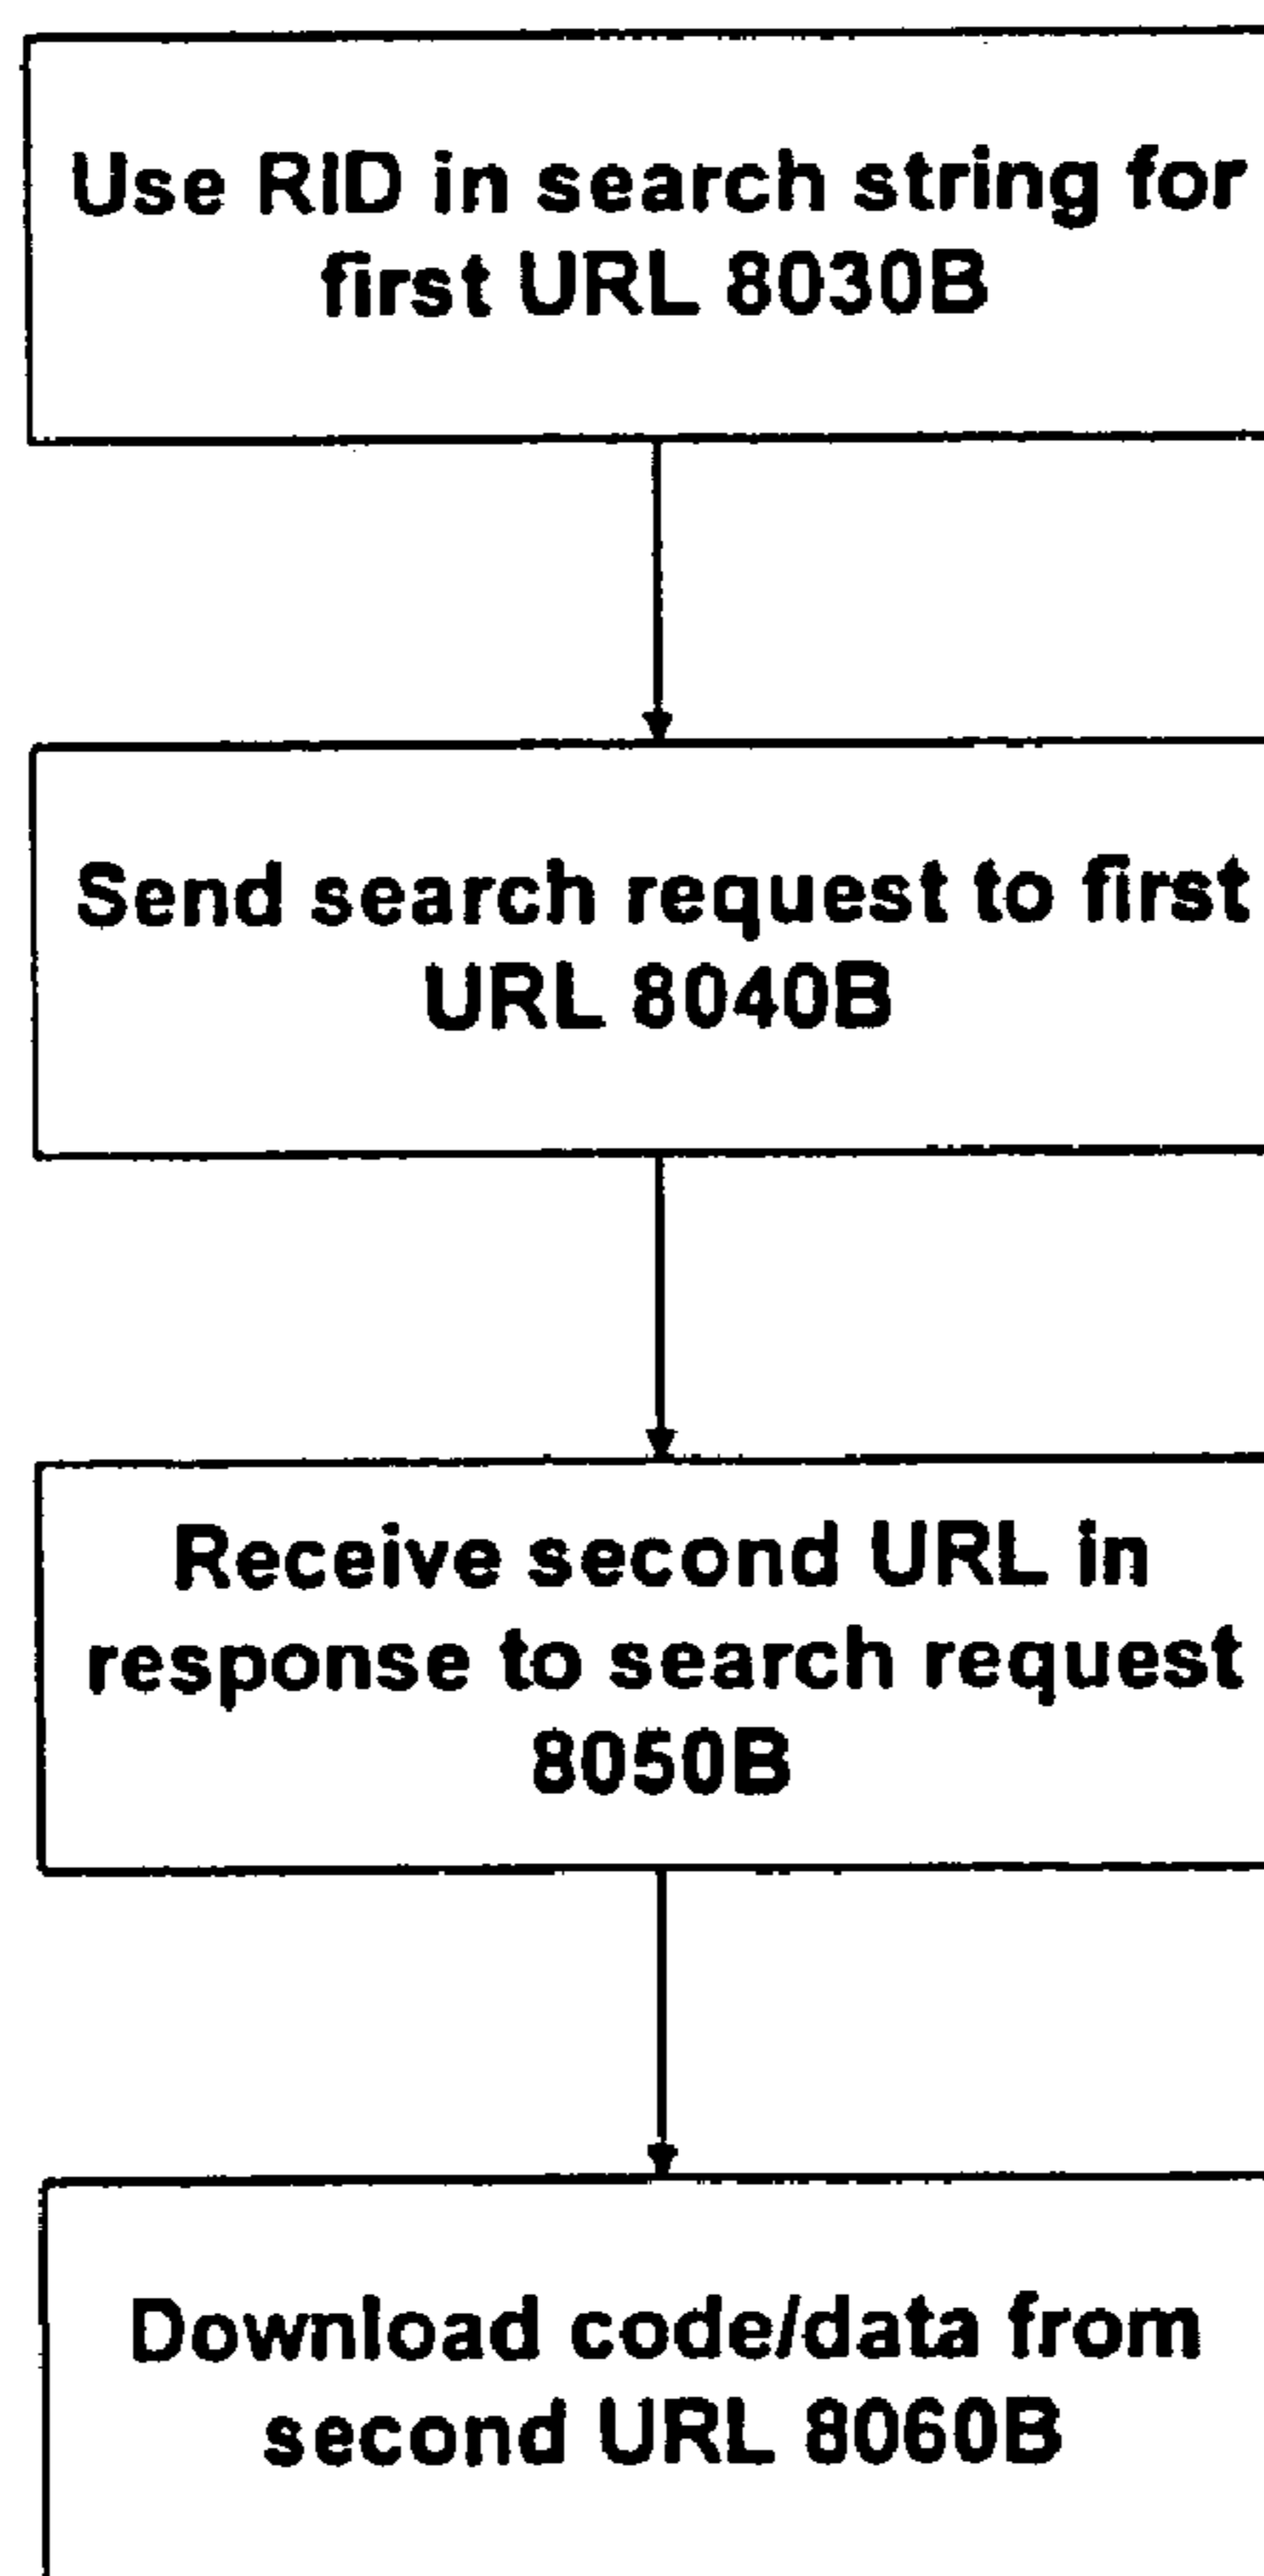 Use RID in search string for
first URL 8030B
Send search request to first
URL 8040B
Receive second URL in
response to search request
8050B
Download code/data from
second URL 8060B